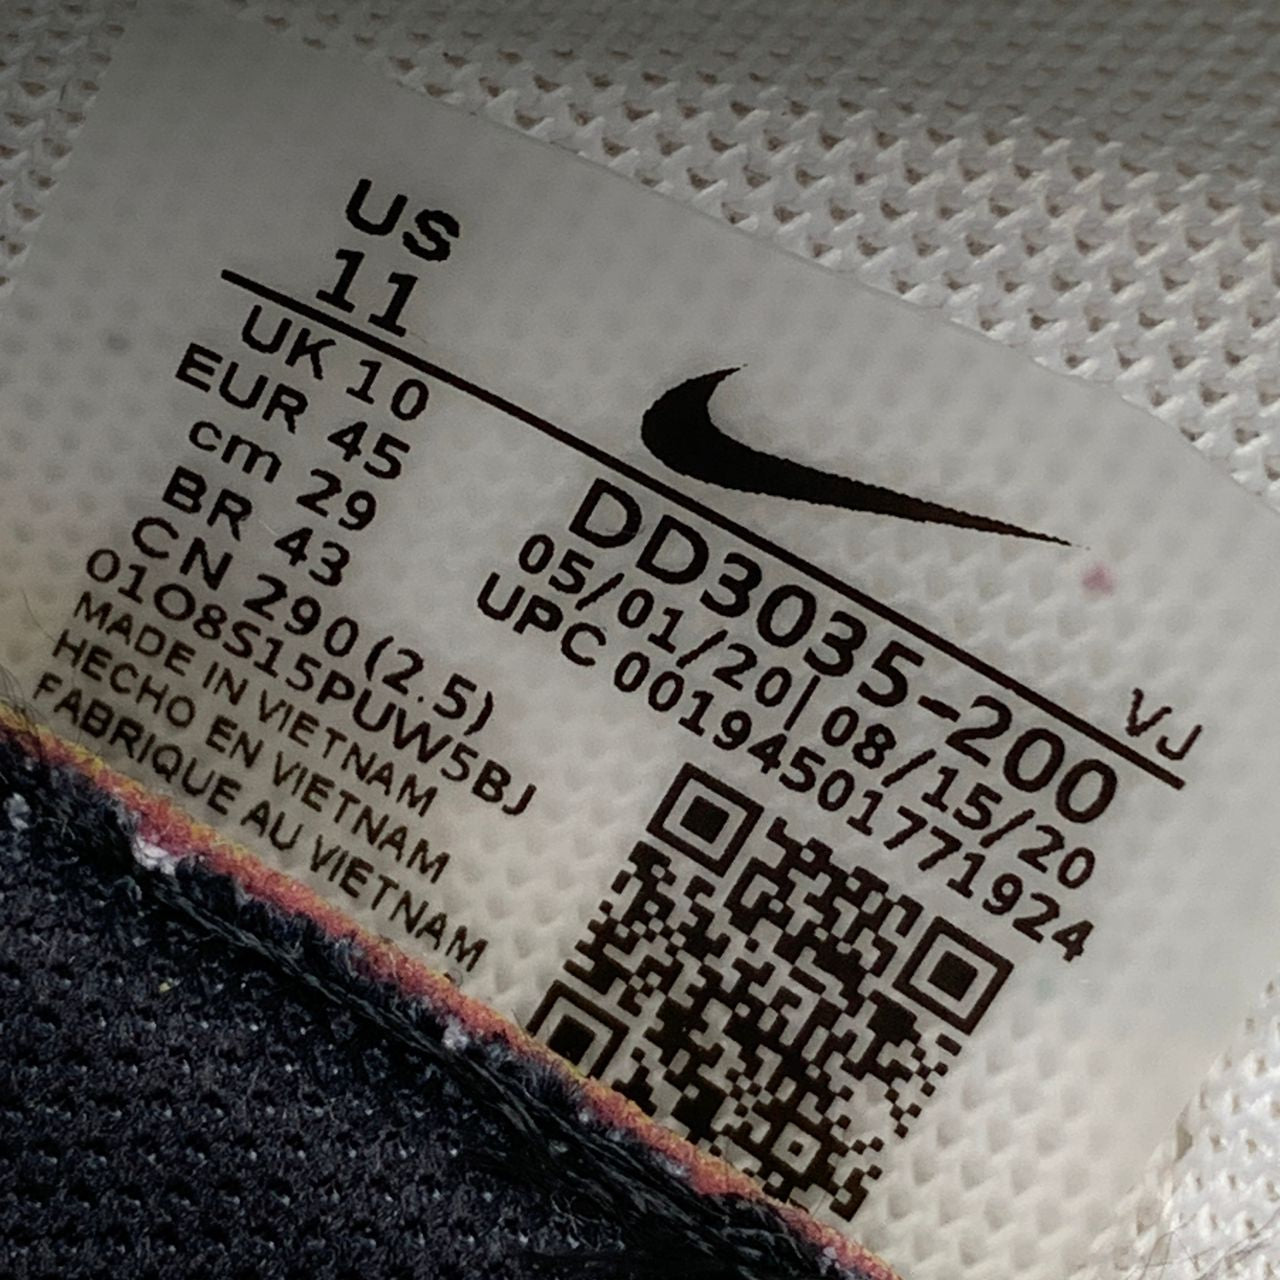 US
11
UK 10
EUR 45
cm 29
BR 43
CN 290(2.5)
01O8S15PUW5BJ
MADE IN VIETNAM
HECHO EN VIETNAM
FABRIQUE AU VIETNAM
VJ
DD3035-200
05/01/20|08/15/20
UPC 00194501771924